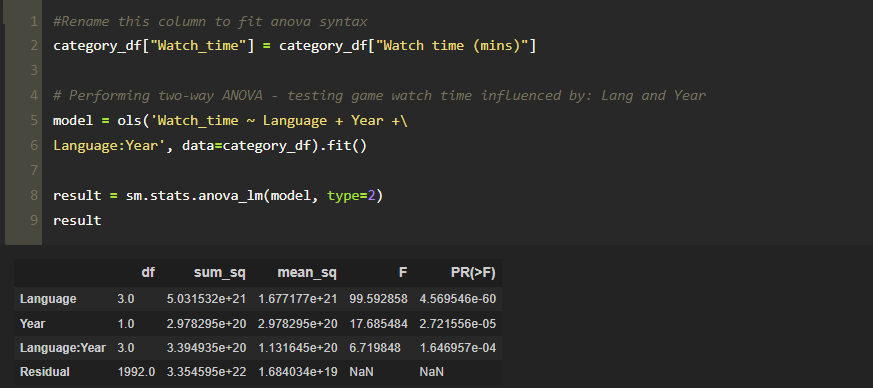 1 #Rename this column to fit anova syntax
2 category_df["Watch_time"] = category_df["Watch time (mins)"]
3
4 # Performing two-way ANOVA - testing game watch time influenced by: Lang and Year
5 model = ols('Watch_time ~ Language + Year +\
6 Language:Year', data=category_df).fit()
7
8 result = sm.stats.anova_lm(model, type=2)
9 result
df sum_sq mean_sq F PR(>F)
Language 3.0 5.031532e+21 1.677177e+21 99.592858 4.569546e-60
Year 1.0 2.978295e+20 2.978295e+20 17.685484 2.721556e-05
Language:Year 3.0 3.394935e+20 1.131645e+20 6.719848 1.646957e-04
Residual 1992.0 3.354595e+22 1.684034e+19 NaN NaN